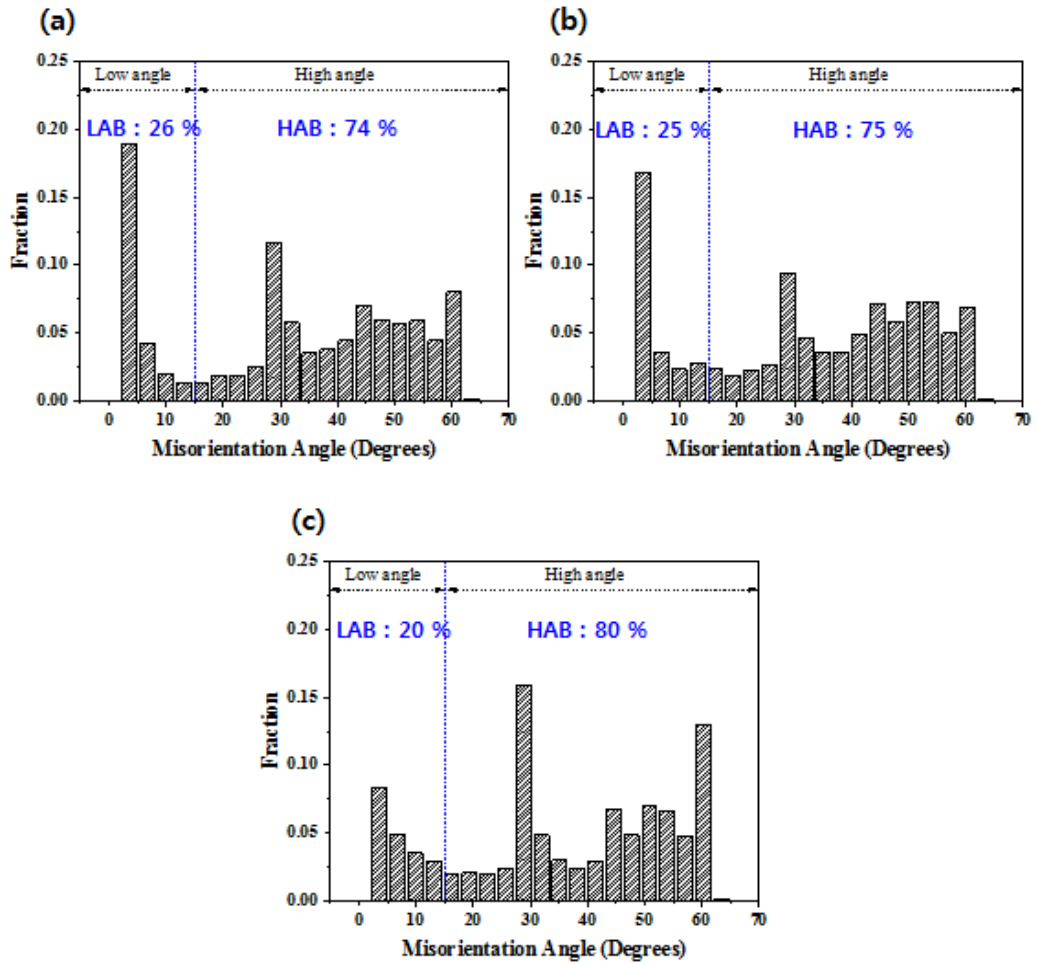 (a)
0.25
Low angle
High angle
LAB : 26 %
HAB : 74 %
0.20
0.15
0.10
0.05
0.00
Fraction
0 10 20 30 40 50 60 70
Misorientation Angle (Degrees)
(b)
0.25
Low angle
High angle
LAB : 25 %
HAB : 75 %
0.20
0.15
0.10
0.05
0.00
Fraction
0 10 20 30 40 50 60 70
Misorientation Angle (Degrees)
(c)
0.25
Low angle
High angle
LAB : 20 %
HAB : 80 %
0.20
0.15
0.10
0.05
0.00
Fraction
0 10 20 30 40 50 60 70
Misorientation Angle (Degrees)